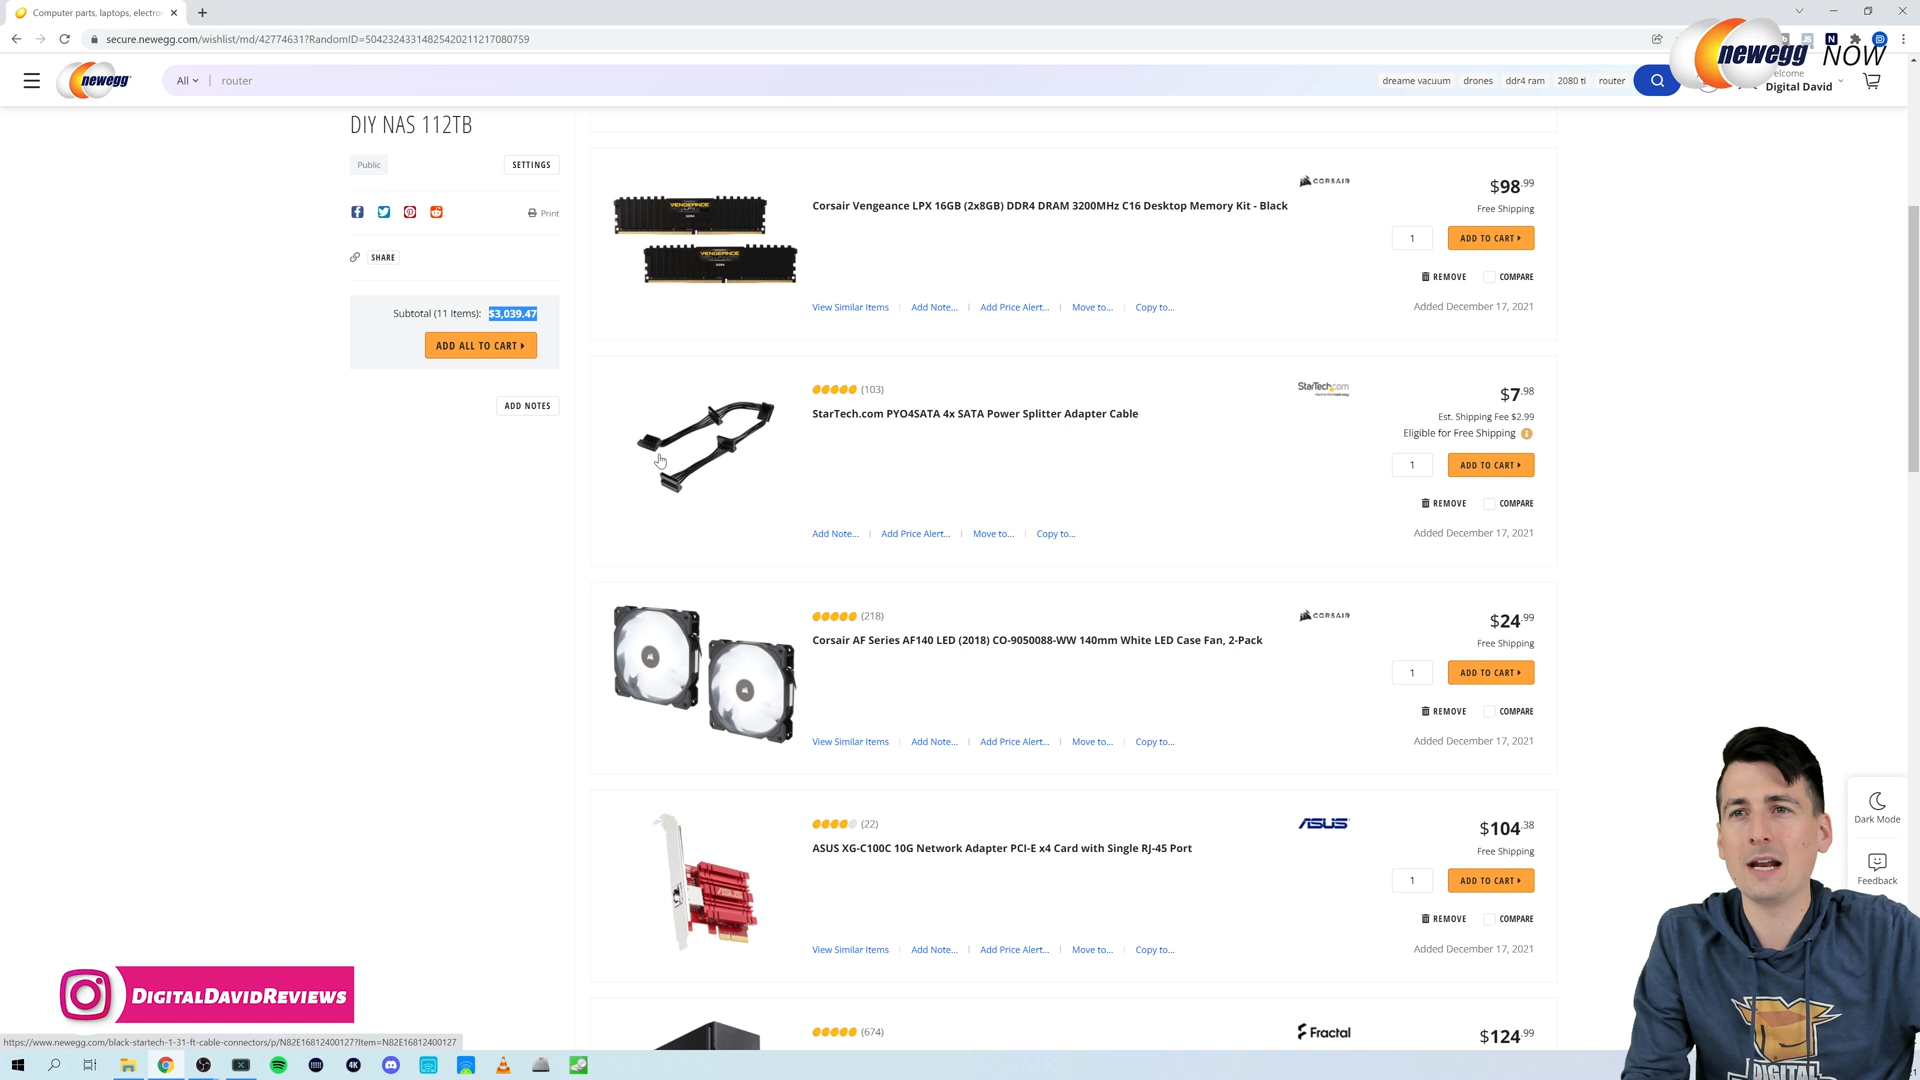 Computer parts, laptops, electro
secure.newegg.com/wishlist/md/42774631?RandomID=50423243314825420211217080759
newegg
All
router
dreame vacuum
drones
ddr4 ram
2080 ti
router
newegg NOW
elcome
Digital David
DIY NAS 112TB
Public
SETTINGS
Print
SHARE
Subtotal (11 Items): $3,039.47
ADD ALL TO CART
ADD NOTES
VENGEANCE
VENGEANCE
Corsair Vengeance LPX 16GB (2x8GB) DDR4 DRAM 3200MHz C16 Desktop Memory Kit - Black
CORSAIR
$98.99
Free Shipping
1
ADD TO CART
REMOVE
COMPARE
View Similar Items
Add Note...
Add Price Alert...
Move to...
Copy to...
Added December 17, 2021
(103)
StarTech.com PYO4SATA 4x SATA Power Splitter Adapter Cable
StarTech.com
$7.98
Est. Shipping Fee $2.99
Eligible for Free Shipping
1
ADD TO CART
REMOVE
COMPARE
Add Note...
Add Price Alert...
Move to...
Copy to...
Added December 17, 2021
(218)
Corsair AF Series AF140 LED (2018) CO-9050088-WW 140mm White LED Case Fan, 2-Pack
CORSAIR
$24.99
Free Shipping
1
ADD TO CART
REMOVE
COMPARE
View Similar Items
Add Note...
Add Price Alert...
Move to...
Copy to...
Added December 17, 2021
(22)
ASUS XG-C100C 10G Network Adapter PCI-E x4 Card with Single RJ-45 Port
ASUS
$104.38
Free Shipping
1
ADD TO CART
REMOVE
COMPARE
View Similar Items
Add Note...
Add Price Alert...
Move to...
Copy to...
Added December 17, 2021
(674)
Fractal
$124.99
Dark Mode
Feedback
DIGITALDAVIDREVIEWS
https://www.newegg.com/black-startech-1-31-ft-cable-connectors/p/N82E16812400127?Item=N82E16812400127
4K
DIGITAL